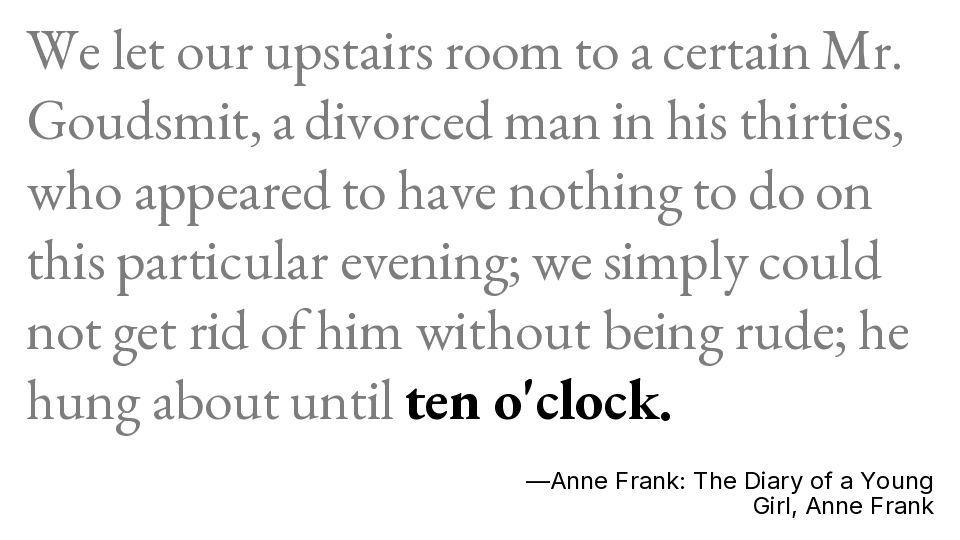 We let our upstairs room to a certain Mr.
Goudsmit, a divorced man in his thirties,
who appeared to have nothing to do on
this particular evening; we simply could
not get rid of him without being rude; he
hung about until ten o'clock.
—Anne Frank: The Diary of a Young
Girl, Anne Frank